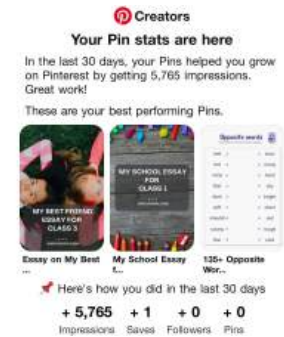 Creators
Your Pin stats are here
In the last 30 days, your Pins helped you grow
on Pinterest by getting 5,765 impressions.
Great work!
These are your best performing Pins.
MY BEST FRIEND
ESSAY FOR
CLASS 3
MY SCHOOL ESSAY
FOR
CLASS 1
Opposite words
Essay on My Best
...
My School Essay
f...
135+ Opposite
Wor...
Here's how you did in the last 30 days
+ 5,765
Impressions
+ 1
Saves
+ 0
Followers
+ 0
Pins